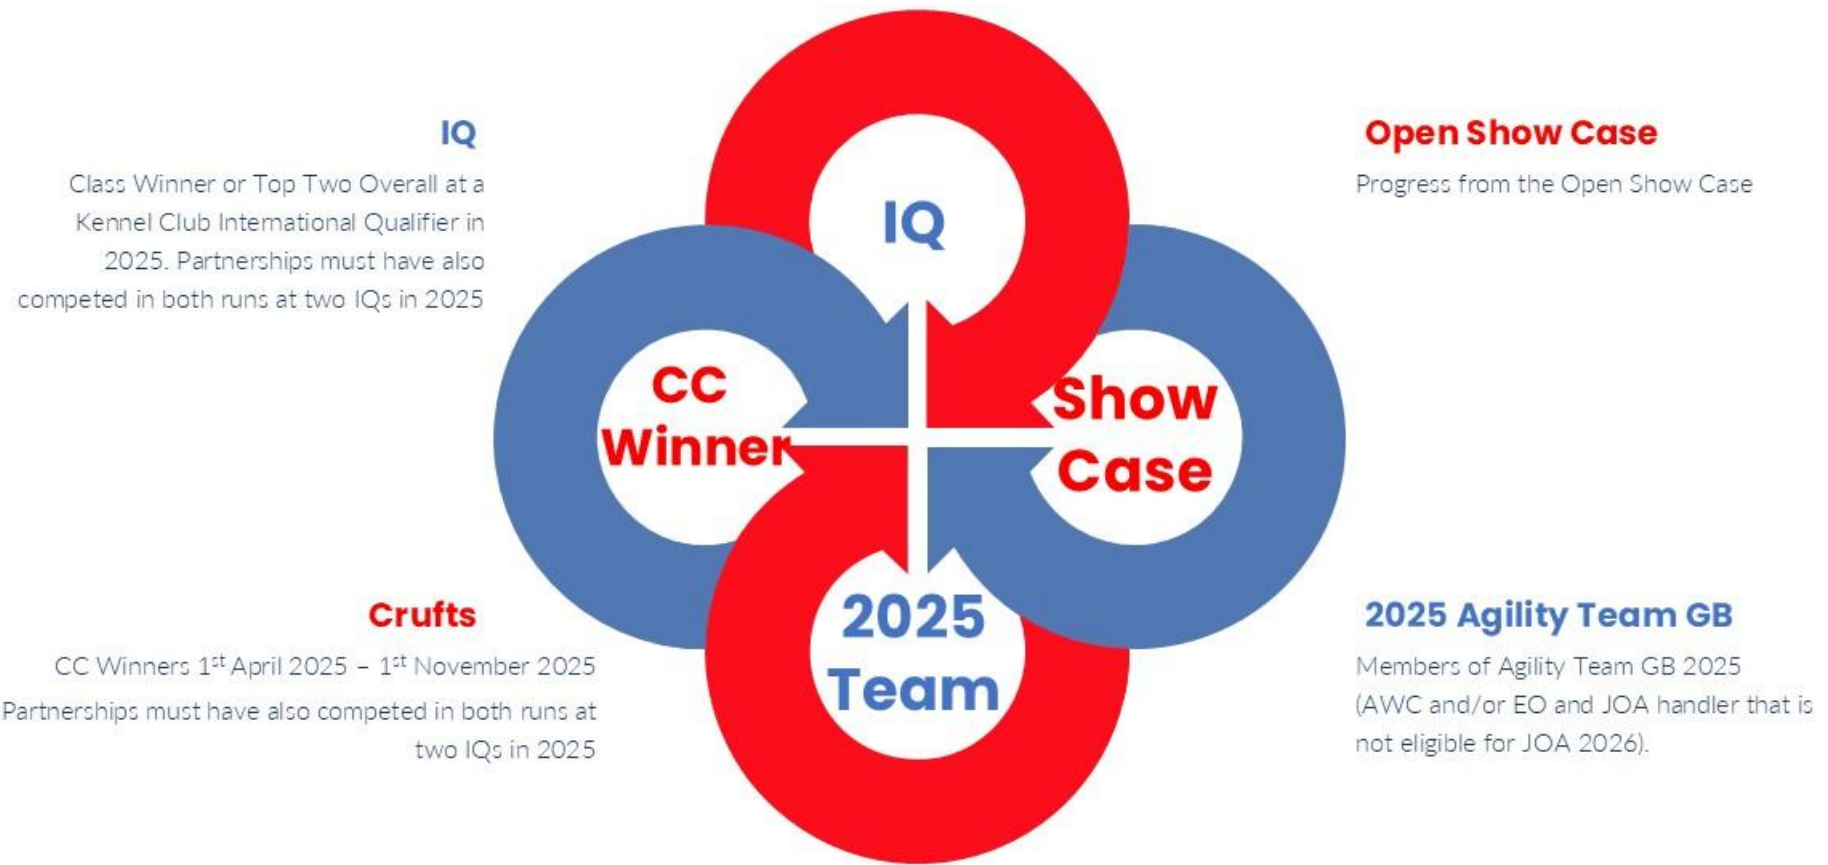 IQ
Class Winner or Top Two Overall at a
Kennel Club International Qualifier in
2025. Partnerships must have also
competed in both runs at two IQs in 2025
Open Show Case
Progress from the Open Show Case
IQ
CC
Winner
Show
Case
2025
Team
Crufts
CC Winners 1st April 2025 – 1st November 2025
Partnerships must have also competed in both runs at
two IQs in 2025
2025 Agility Team GB
Members of Agility Team GB 2025
(AWC and/or EO and JOA handler that is
not eligible for JOA 2026).